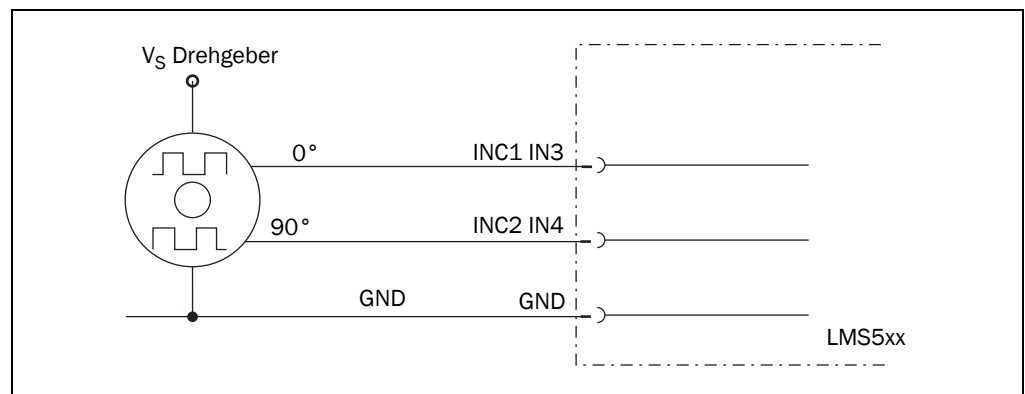 VS Drehgeber
0° INC1 IN3
90° INC2 IN4
GND GND
LMS5xx